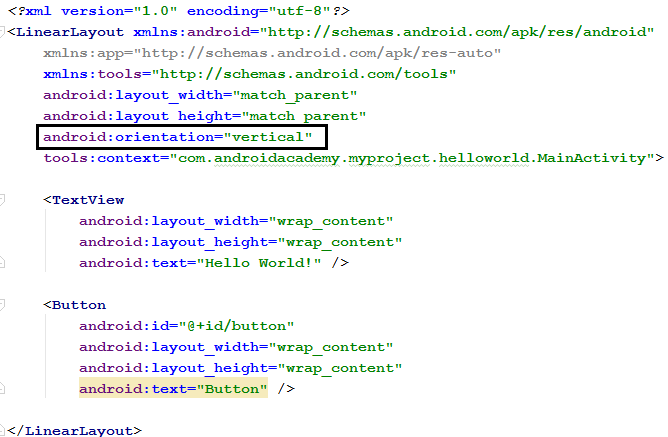 <?xml version="1.0" encoding="utf-8"?>
<LinearLayout xmlns:android="http://schemas.android.com/apk/res/android"
    xmlns:app="http://schemas.android.com/apk/res-auto"
    xmlns:tools="http://schemas.android.com/tools"
    android:layout_width="match_parent"
    android:layout_height="match_parent"
    android:orientation="vertical"
    tools:context="com.androidacademy.myproject.helloworld.MainActivity">
    <TextView
        android:layout_width="wrap_content"
        android:layout_height="wrap_content"
        android:text="Hello World!" />
    <Button
        android:id="@+id/button"
        android:layout_width="wrap_content"
        android:layout_height="wrap_content"
        android:text="Button" />
</LinearLayout>